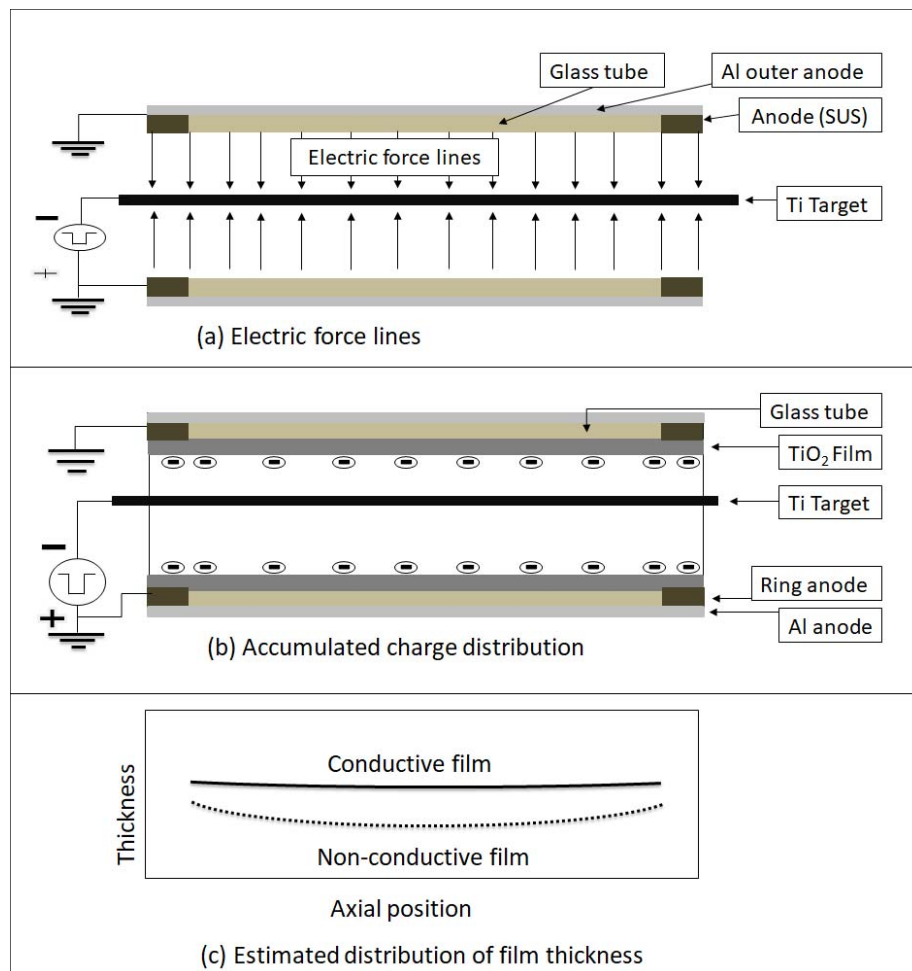 Glass tube
Al outer anode
Anode (SUS)
Electric force lines
Ti Target
−
+
(a) Electric force lines
Glass tube
TiO₂ Film
Ti Target
−
Ring anode
+
Al anode
(b) Accumulated charge distribution
Thickness
Conductive film
Non-conductive film
Axial position
(c) Estimated distribution of film thickness